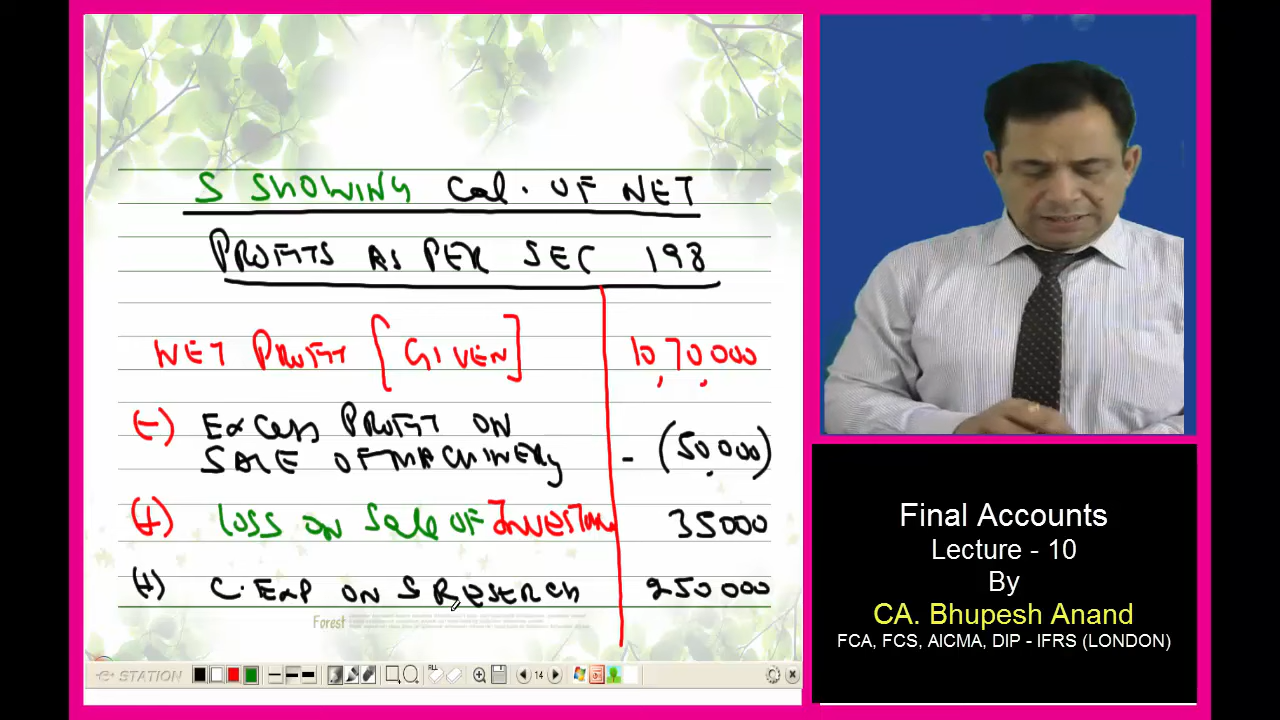 S SHOWING Cal. OF NET
PROFITS AS PER SEC 198
NET PROFIT [GIVEN] 10,70,000
(-) Excess PROFIT ON
SALE OF MACHINERY - (50,000)
(+) LOSS ON Sale OF 35000
(+) C. EXP ON S RESERCH 250000
Forest
e-STATION
ALL
14
Final Accounts
Lecture - 10
By
CA. Bhupesh Anand
FCA, FCS, AICMA, DIP - IFRS (LONDON)